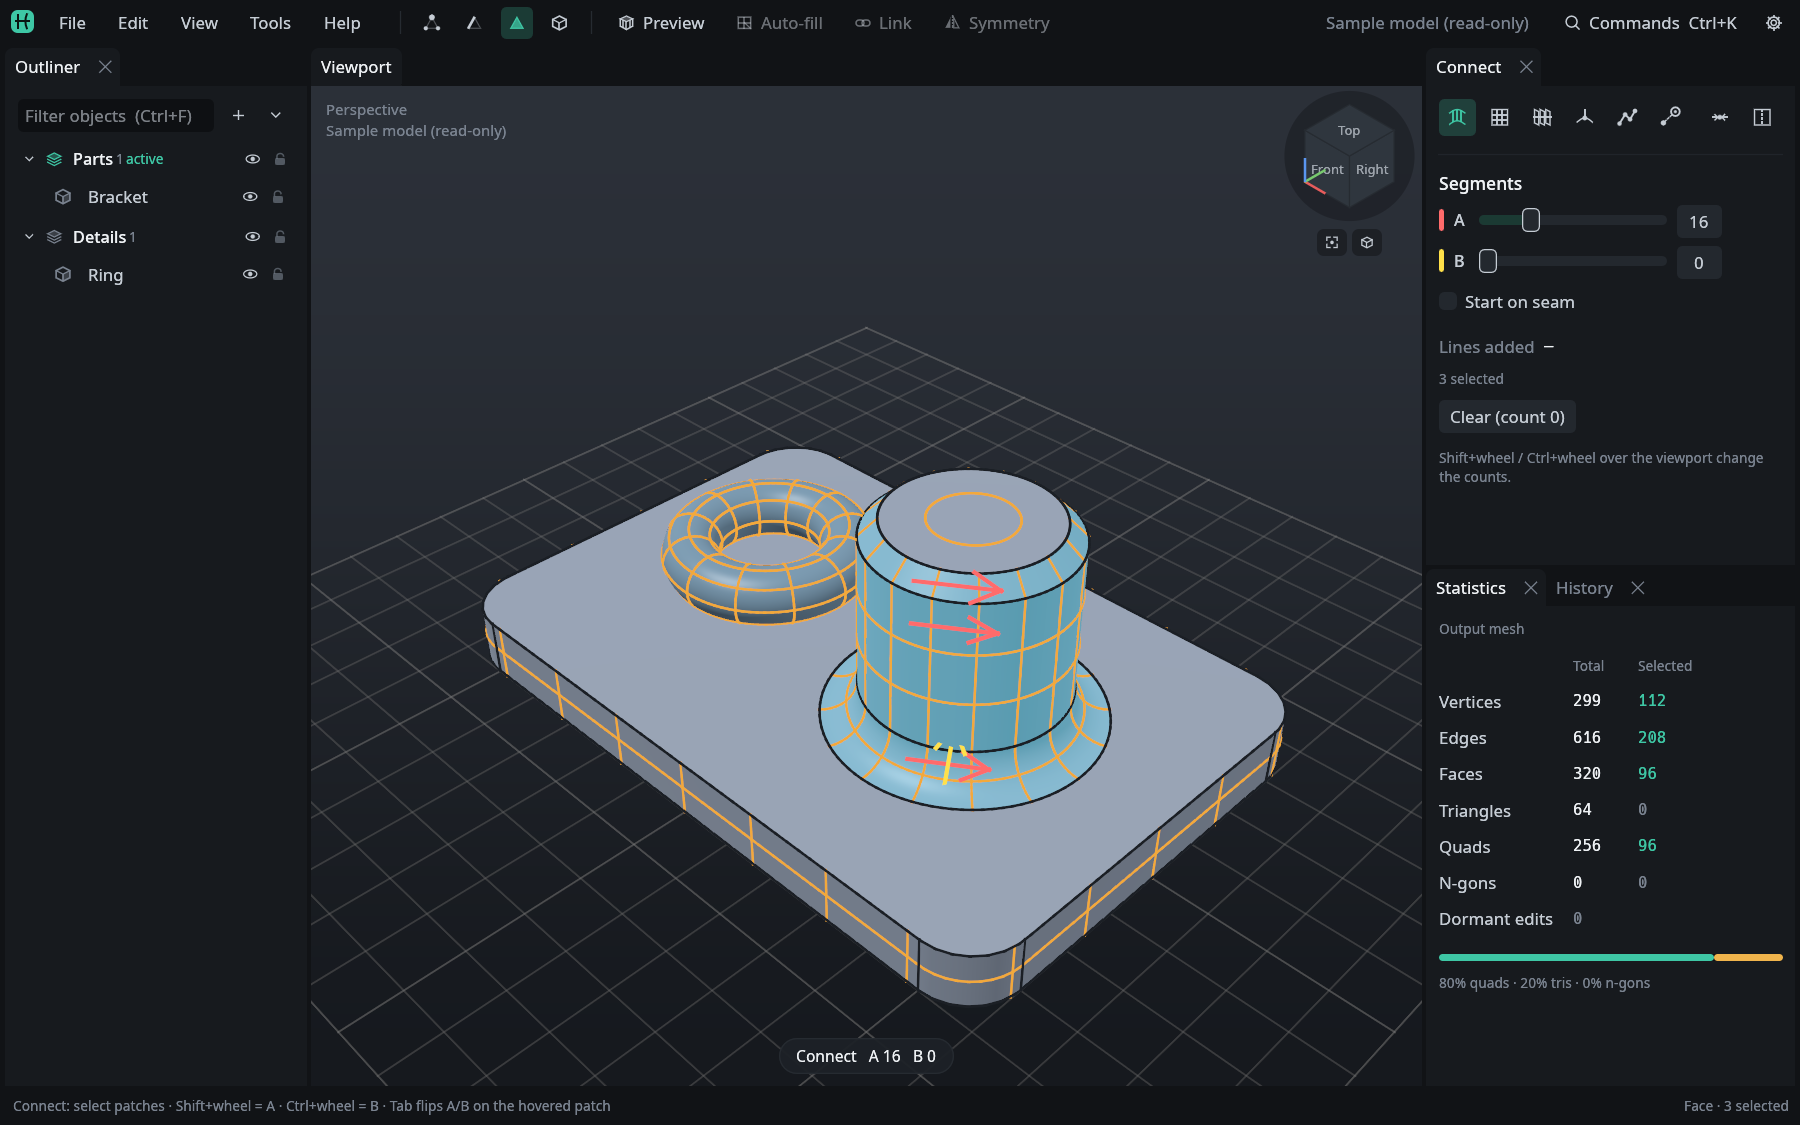 File Edit View Tools Help Preview Auto-fill Link Symmetry Sample model (read-only) Commands Ctrl+K
Outliner
Filter objects (Ctrl+F)
Parts 1 active
Bracket
Details 1
Ring
Viewport
Perspective
Sample model (read-only)
Top
Front Right
Connect A 16 B 0
Connect
Segments
A 16
B 0
Start on seam
Lines added –
3 selected
Clear (count 0)
Shift+wheel / Ctrl+wheel over the viewport change
the counts.
Statistics History
Output mesh
Total Selected
Vertices 299 112
Edges 616 208
Faces 320 96
Triangles 64 0
Quads 256 96
N-gons 0 0
Dormant edits 0
80% quads · 20% tris · 0% n-gons
Connect: select patches · Shift+wheel = A · Ctrl+wheel = B · Tab flips A/B on the hovered patch
Face · 3 selected